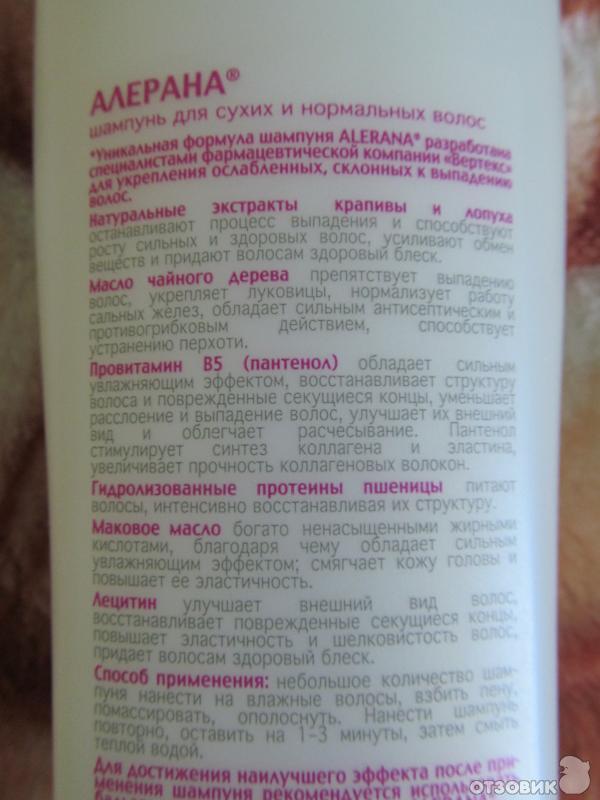 АЛЕРАНА®
шампунь для сухих и нормальных волос
*Уникальная формула шампуня ALERANA® разработана
специалистами фармацевтической компании «Вертекс»
для укрепления ослабленных, склонных к выпадению
волос.
Натуральные экстракты крапивы и лопуха
останавливают процесс выпадения и способствуют
росту сильных и здоровых волос, усиливают обмен
веществ и придают волосам здоровый блеск.
Масло чайного дерева препятствует выпадению
волос, укрепляет луковицы, нормализует работу
сальных желез, обладает сильным антисептическим и
противогрибковым действием, способствует
устранению перхоти.
Провитамин В5 (пантенол) обладает сильным
увлажняющим эффектом, восстанавливает структуру
волоса и поврежденные секущиеся концы, уменьшает
расслоение и выпадение волос, улучшает их внешний
вид и облегчает расчесывание. Пантенол
стимулирует синтез коллагена и эластина,
увеличивает прочность коллагеновых волокон.
Гидролизованные протеины пшеницы питают
волосы, интенсивно восстанавливая их структуру.
Маковое масло богато ненасыщенными жирными
кислотами, благодаря чему обладает сильным
увлажняющим эффектом; смягчает кожу головы и
повышает ее эластичность.
Лецитин улучшает внешний вид волос,
восстанавливает поврежденные секущиеся концы,
повышает эластичность и шелковистость волос,
придает волосам здоровый блеск.
Способ применения: небольшое количество шам-
пуня нанести на влажные волосы, взбить пену,
помассировать, ополоснуть. Нанести шампунь
повторно, оставить на 1-3 минуты, затем смыть
теплой водой.
Для достижения наилучшего эффекта после при-
менения шампуня рекомендуется использовать
ОТЗОВИК